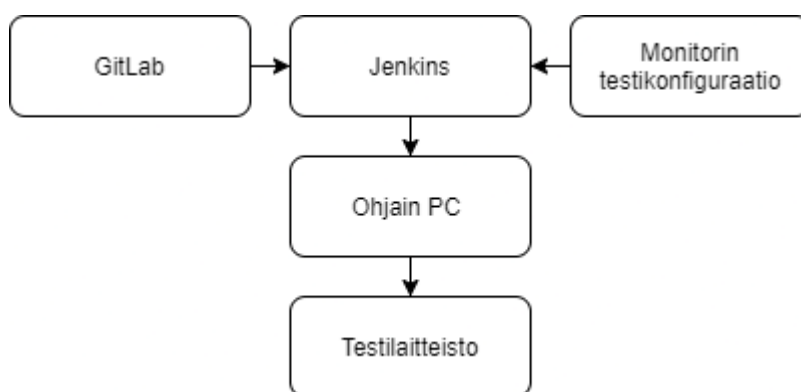 GitLab
Jenkins
Monitorin
testikonfiguraatio
Ohjain PC
Testilaitteisto